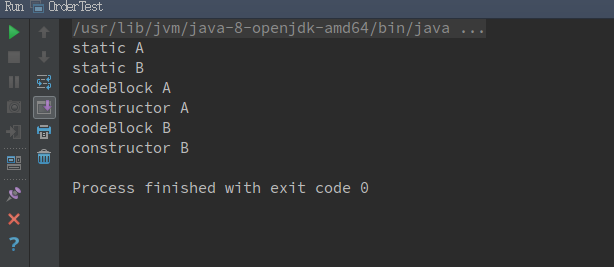 Run OrderTest
/usr/lib/jvm/java-8-openjdk-amd64/bin/java ...
static A
static B
codeBlock A
constructor A
codeBlock B
constructor B
Process finished with exit code 0